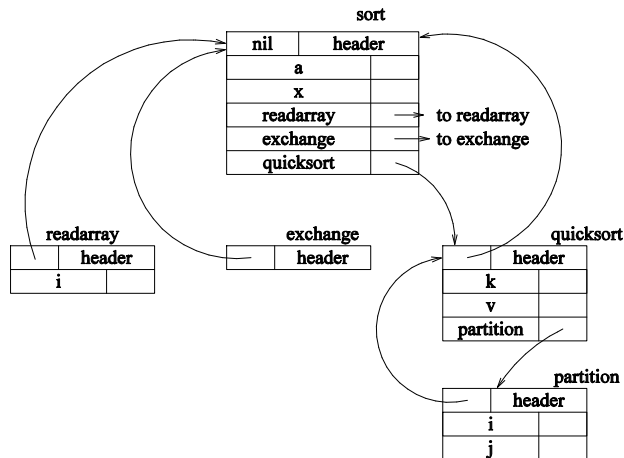 sort
nil header
a
x
readarray to readarray
exchange to exchange
quicksort
readarray
header
i
exchange
header
quicksort
header
k
v
partition
partition
header
i
j